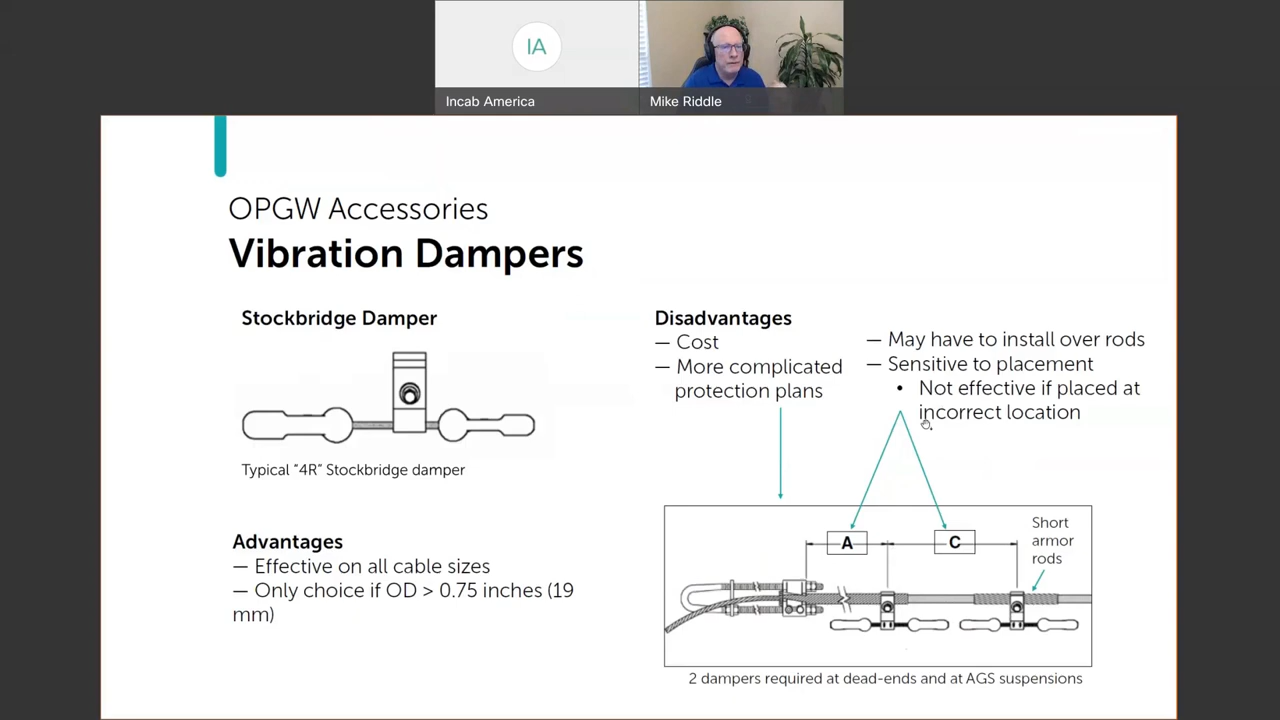 IA
Incab America
Mike Riddle
OPGW Accessories
Vibration Dampers
Stockbridge Damper
Typical "4R" Stockbridge damper
Advantages
— Effective on all cable sizes
— Only choice if OD > 0.75 inches (19
mm)
Disadvantages
— Cost
— More complicated
protection plans
— May have to install over rods
— Sensitive to placement
• Not effective if placed at
incorrect location
A
C
Short
armor
rods
2 dampers required at dead-ends and at AGS suspensions